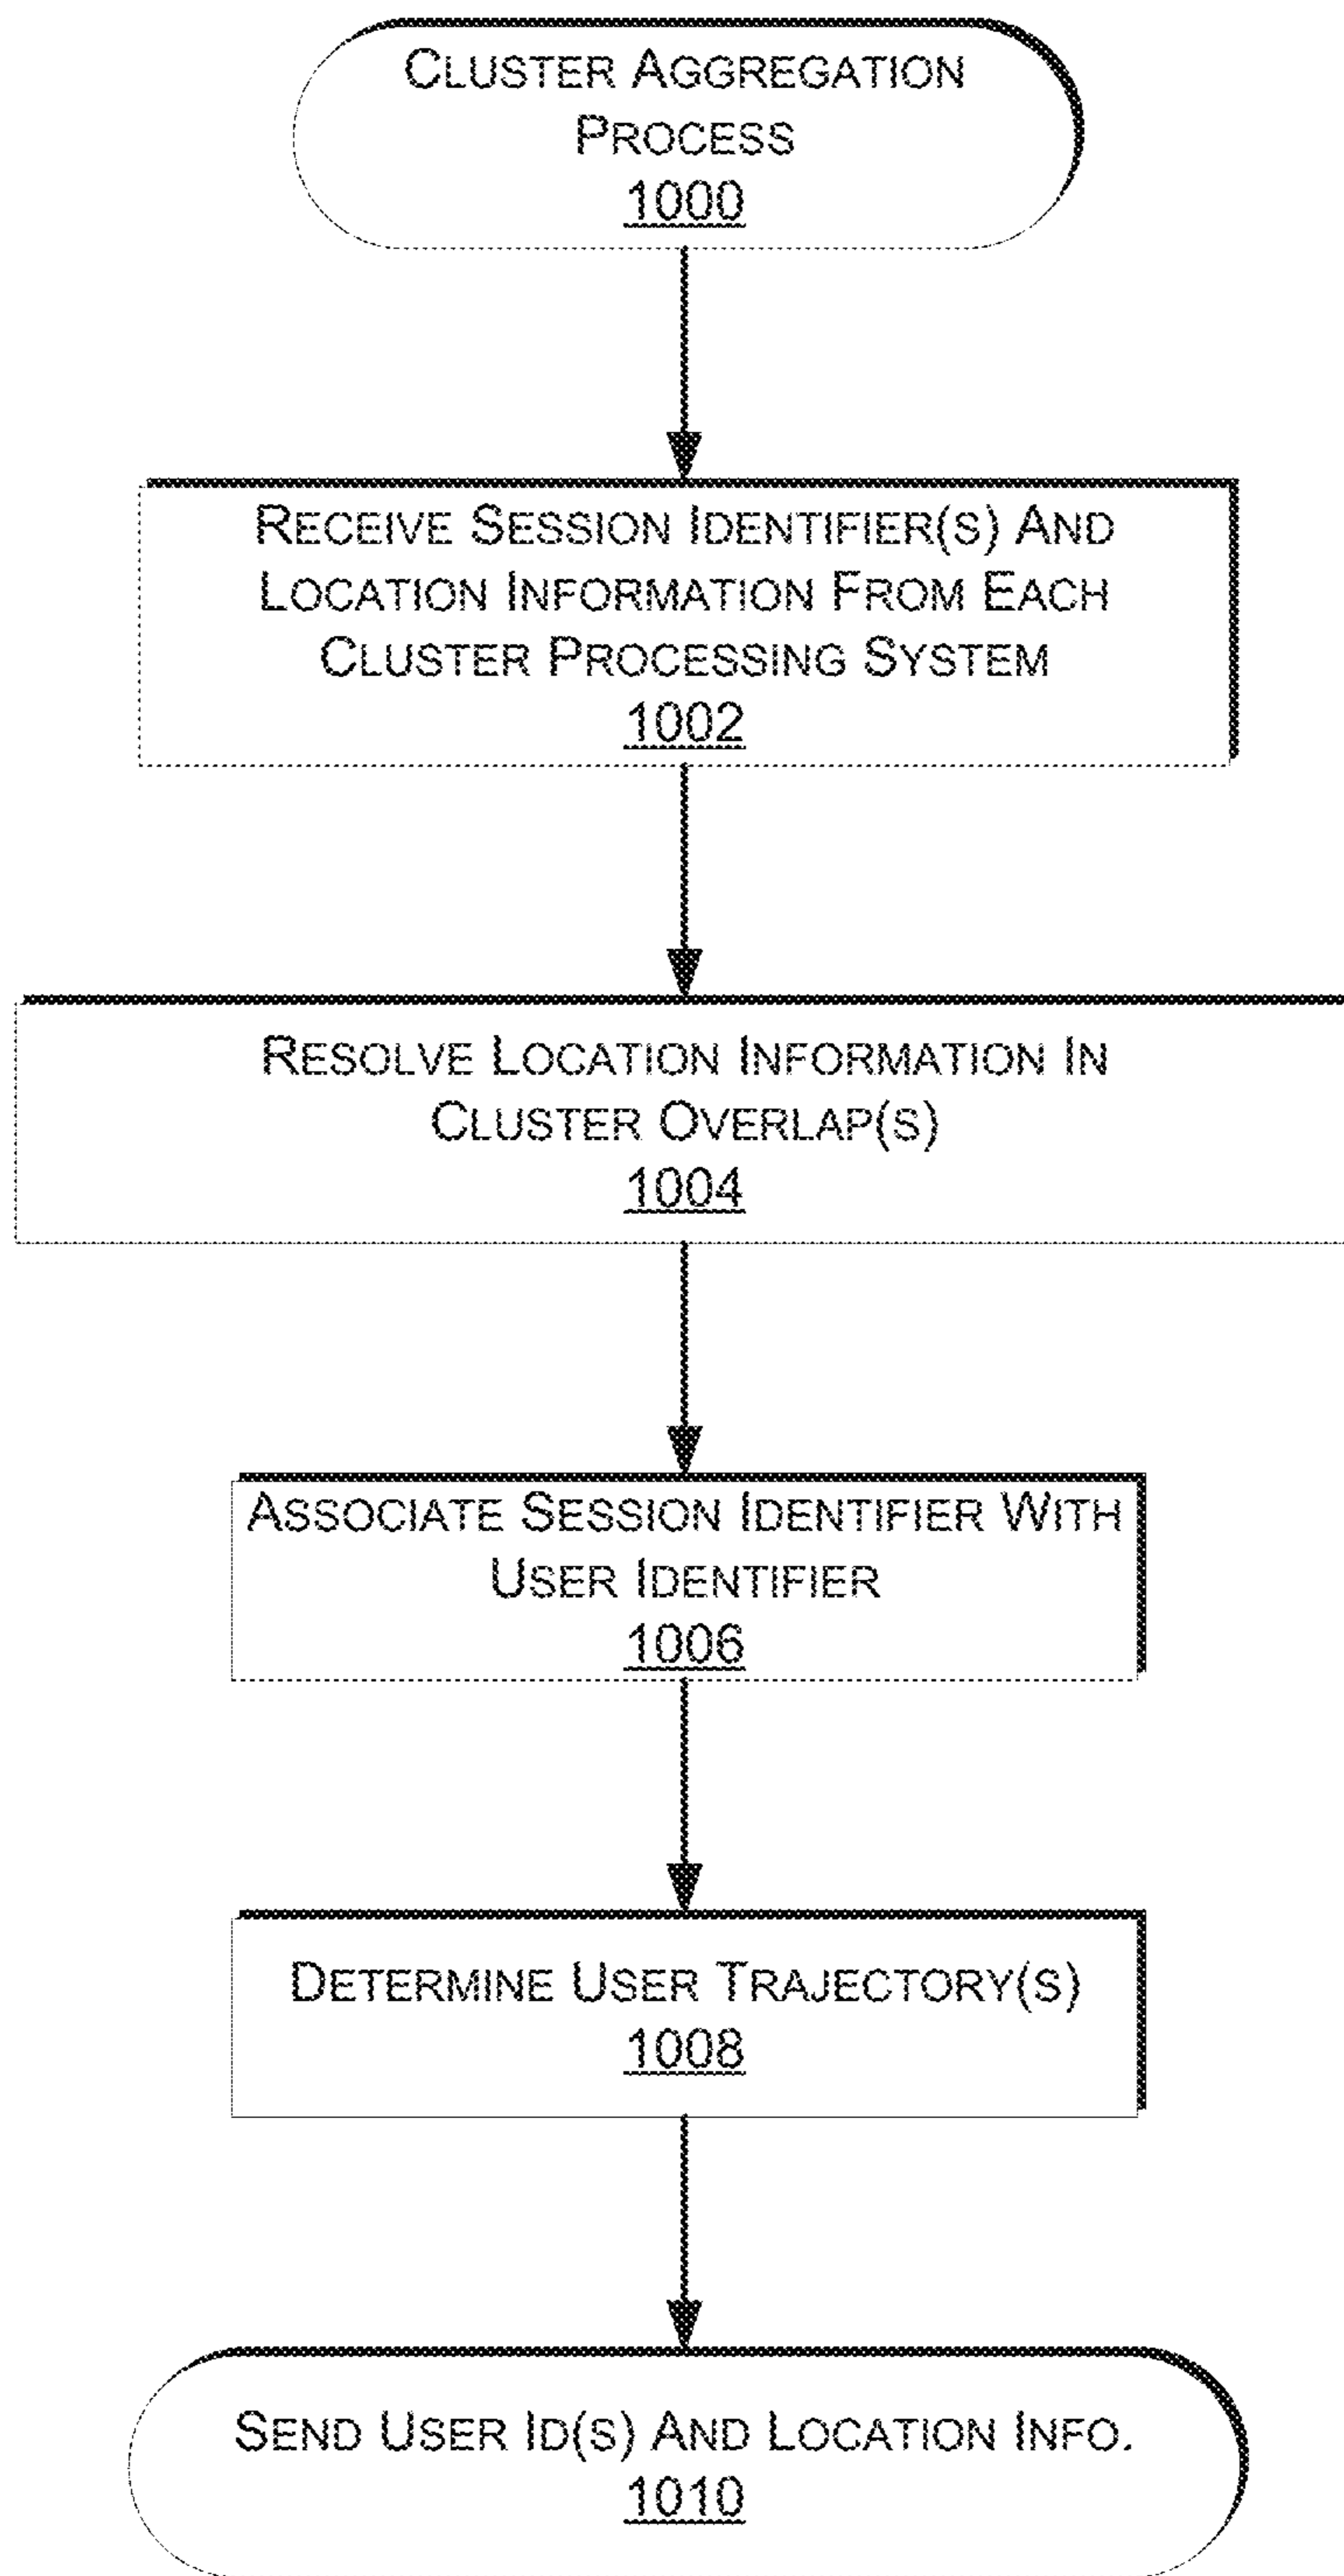 CLUSTER AGGREGATION
PROCESS
1000
RECEIVE SESSION IDENTIFIER(S) AND
LOCATION INFORMATION FROM EACH
CLUSTER PROCESSING SYSTEM
1002
RESOLVE LOCATION INFORMATION IN
CLUSTER OVERLAP(S)
1004
ASSOCIATE SESSION IDENTIFIER WITH
USER IDENTIFIER
1006
DETERMINE USER TRAJECTORY(S)
1008
SEND USER ID(S) AND LOCATION INFO.
1010